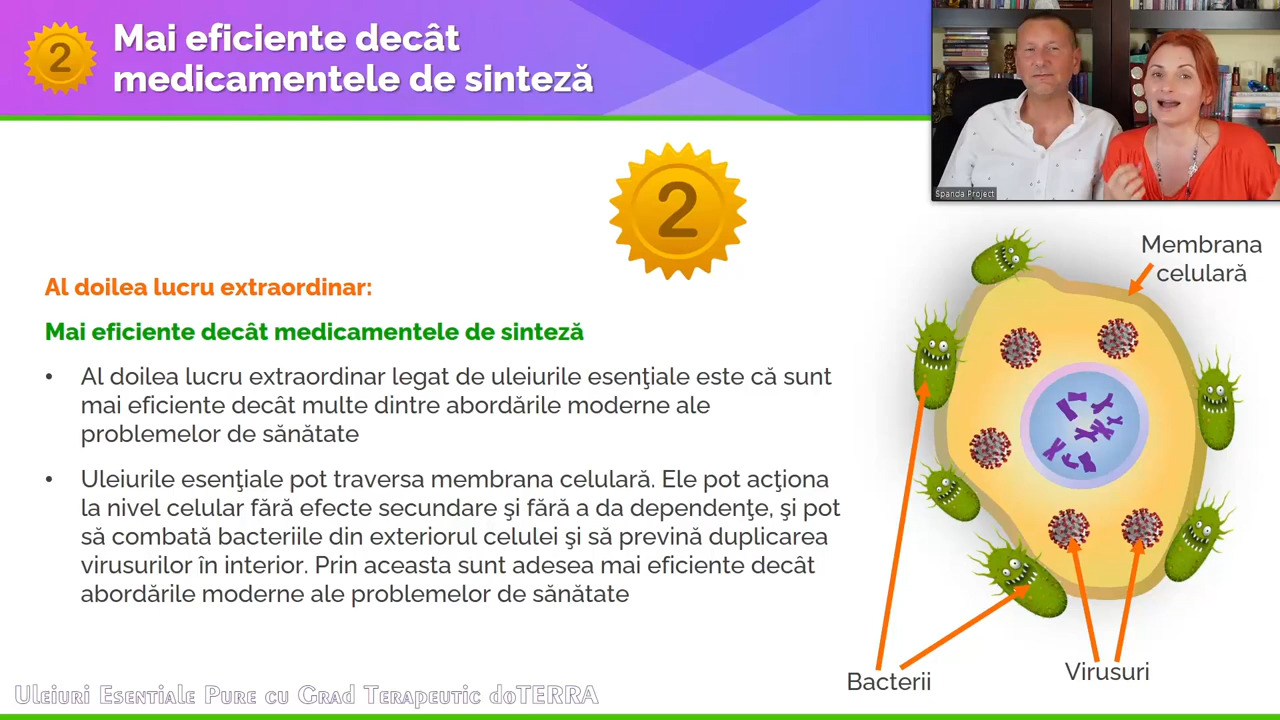 2
Mai eficiente decât
medicamentele de sinteză
Spanda Project
2
Al doilea lucru extraordinar:
Mai eficiente decât medicamentele de sinteză
• Al doilea lucru extraordinar legat de uleiurile esenţiale este că sunt
mai eficiente decât multe dintre abordările moderne ale
problemelor de sănătate
• Uleiurile esenţiale pot traversa membrana celulară. Ele pot acţiona
la nivel celular fără efecte secundare şi fără a da dependenţe, şi pot
să combată bacteriile din exteriorul celulei şi să prevină duplicarea
virusurilor în interior. Prin aceasta sunt adesea mai eficiente decât
abordările moderne ale problemelor de sănătate
Membrana
celulară
Bacterii
Virusuri
Uleiuri Esentiale Pure cu Grad Terapeutic doTERRA